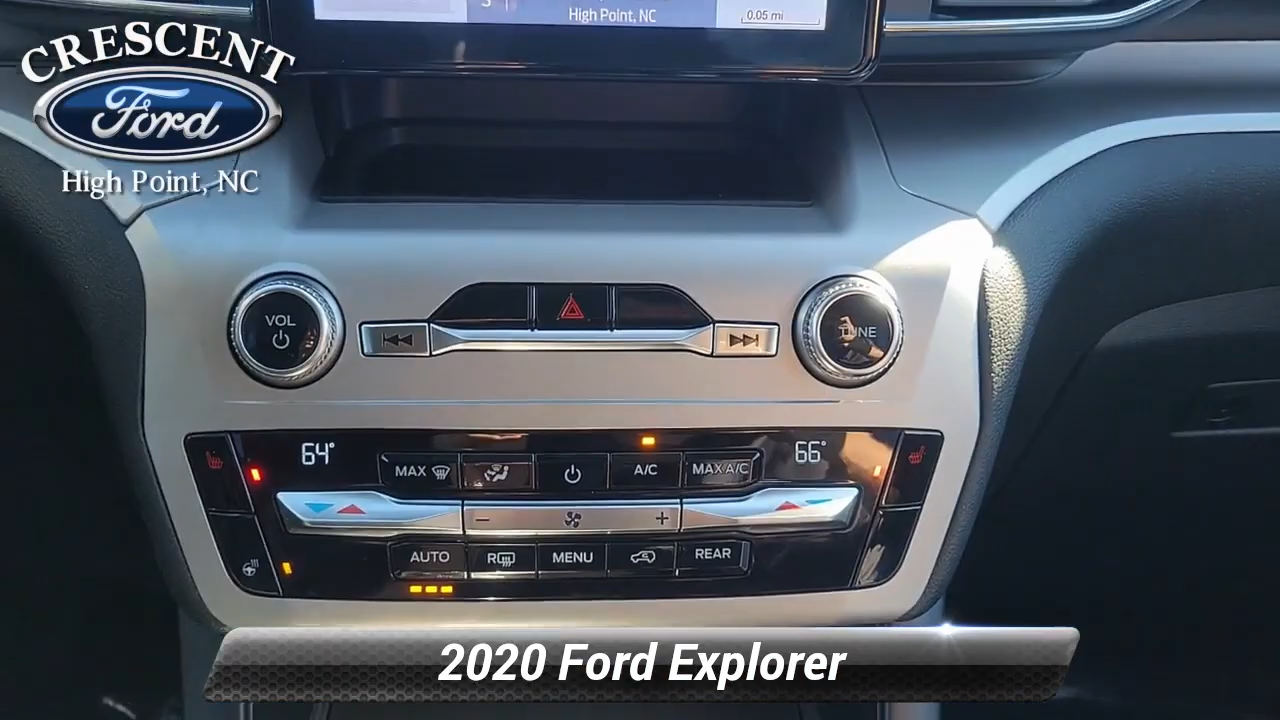 High Point, NC
0.05 mi
CRESCENT
Ford
High Point, NC
VOL
TUNE
64°
66°
MAX
A/C
MAX A/C
AUTO
R
MENU
REAR
2020 Ford Explorer